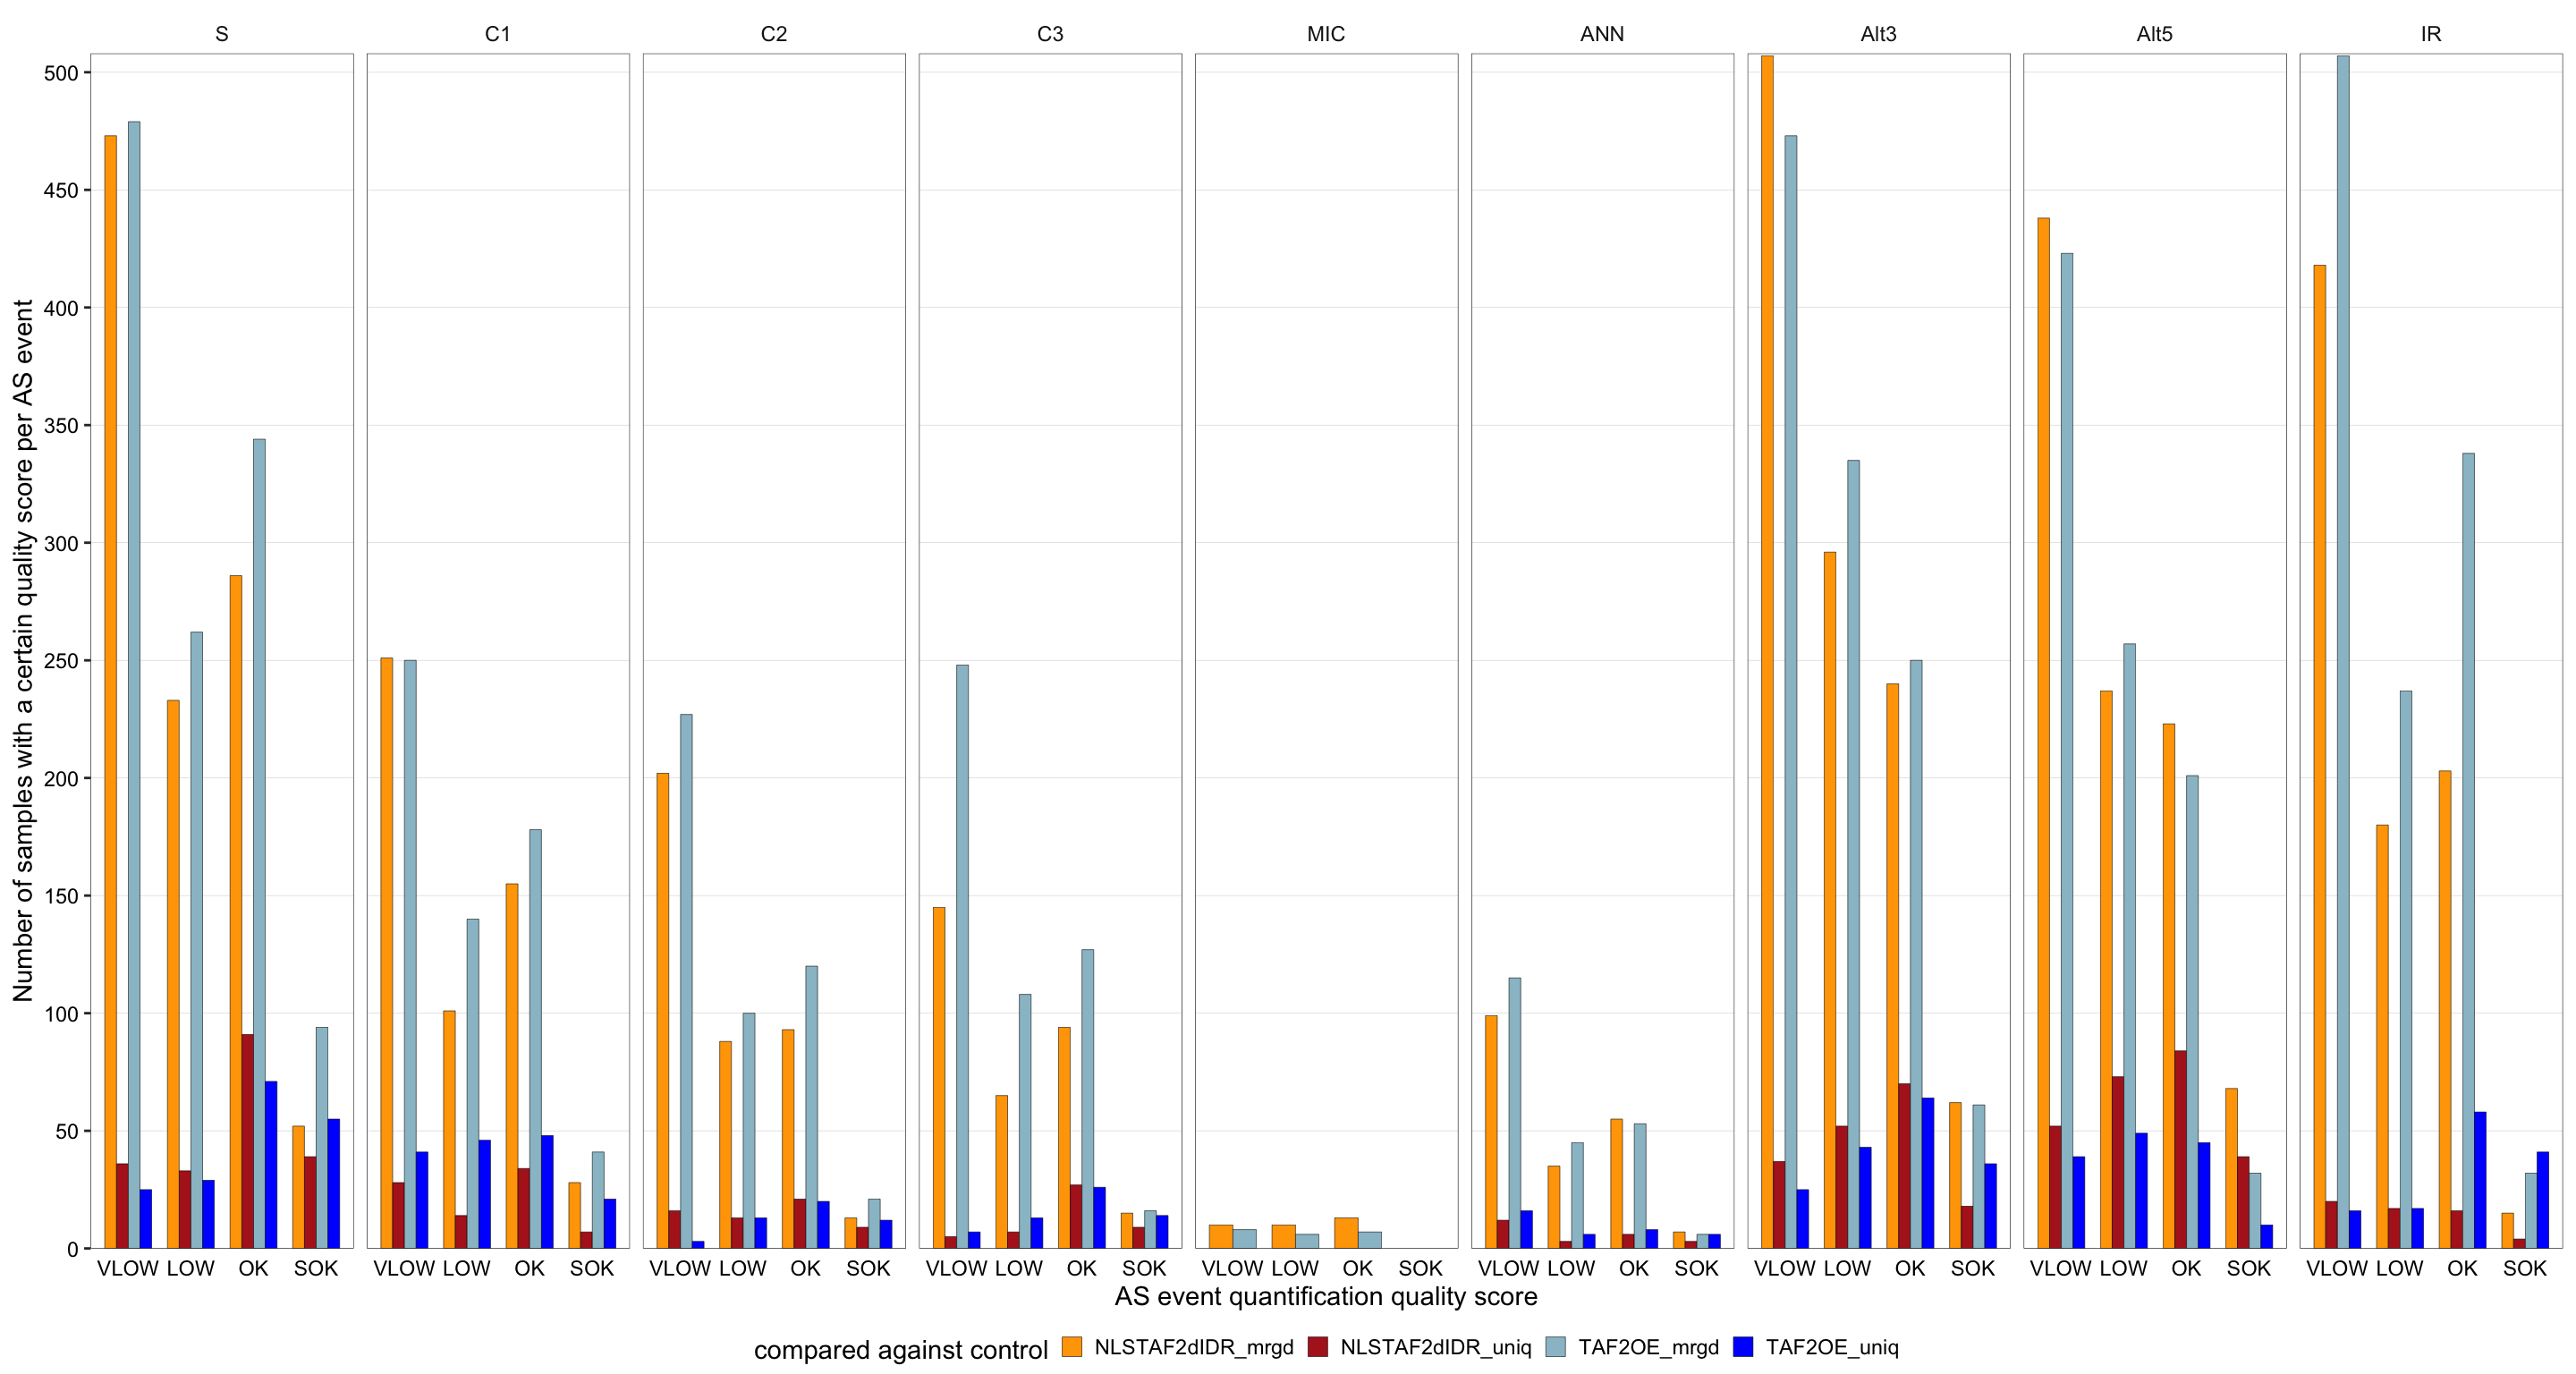 S C1 C2 C3 MIC ANN Alt3 Alt5 IR
Number of samples with a certain quality score per AS event
500
450
400
350
300
250
200
150
100
50
0
VLOW LOW OK SOK VLOW LOW OK SOK VLOW LOW OK SOK VLOW LOW OK SOK VLOW LOW OK SOK VLOW LOW OK SOK VLOW LOW OK SOK VLOW LOW OK SOK VLOW LOW OK SOK
AS event quantification quality score
compared against control NLSTAF2dIDR_mrgd NLSTAF2dIDR_uniq TAF2OE_mrgd TAF2OE_uniq